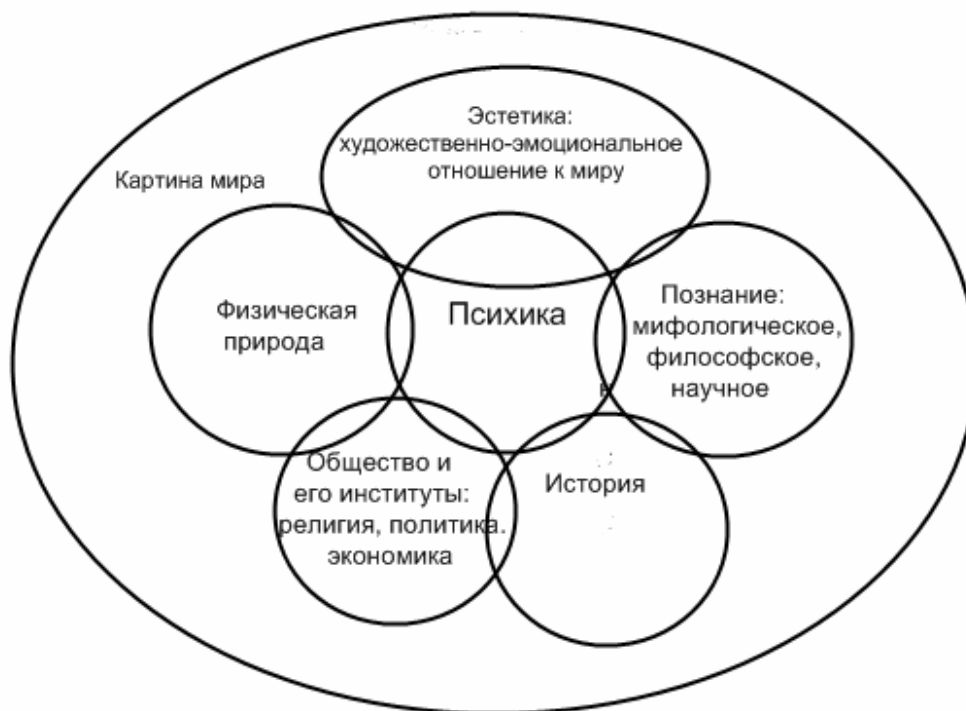 Эстетика:
художественно-эмоциональное
отношение к миру
Картина мира
Физическая
природа
Психика
Познание:
мифологическое,
философское,
научное
Общество и
его институты:
религия, политика.
экономика
История